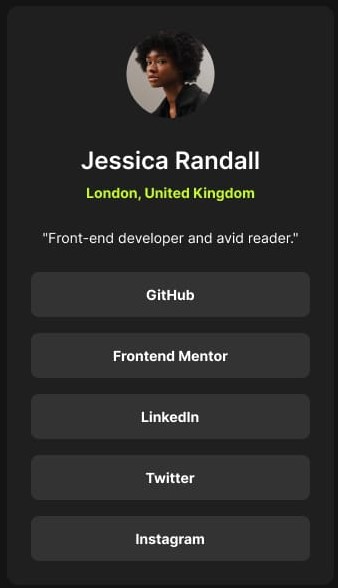 Jessica Randall
London, United Kingdom
"Front-end developer and avid reader."
GitHub
Frontend Mentor
LinkedIn
Twitter
Instagram